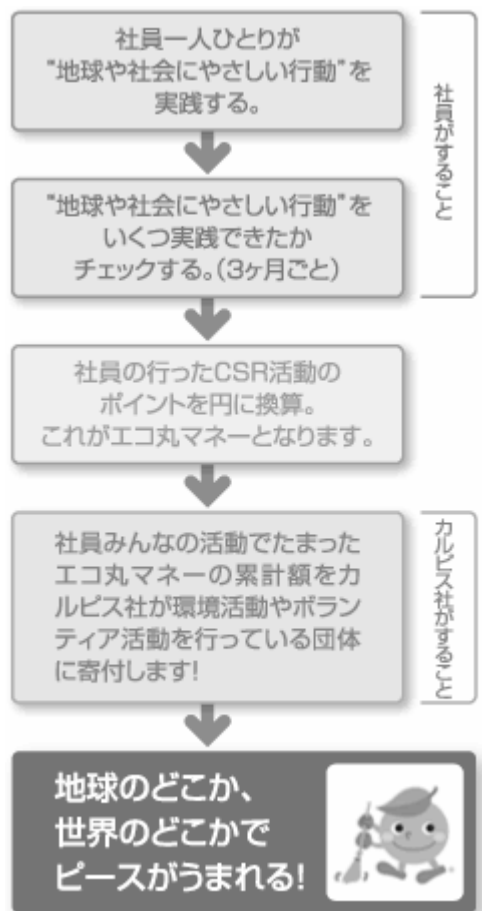 社員一人ひとりが
“地球や社会にやさしい行動”を
実践する。
“地球や社会にやさしい行動”を
いくつ実践できたか
チェックする。(3ヶ月ごと)
社員がすること
社員の行ったCSR活動の
ポイントを円に換算。
これがエコ丸マネーとなります。
社員みんなの活動でたまった
エコ丸マネーの累計額をカ
ルピス社が環境活動やボラン
ティア活動を行っている団体
に寄付します!
カルピス社がすること
地球のどこか、
世界のどこかで
ピースがうまれる!